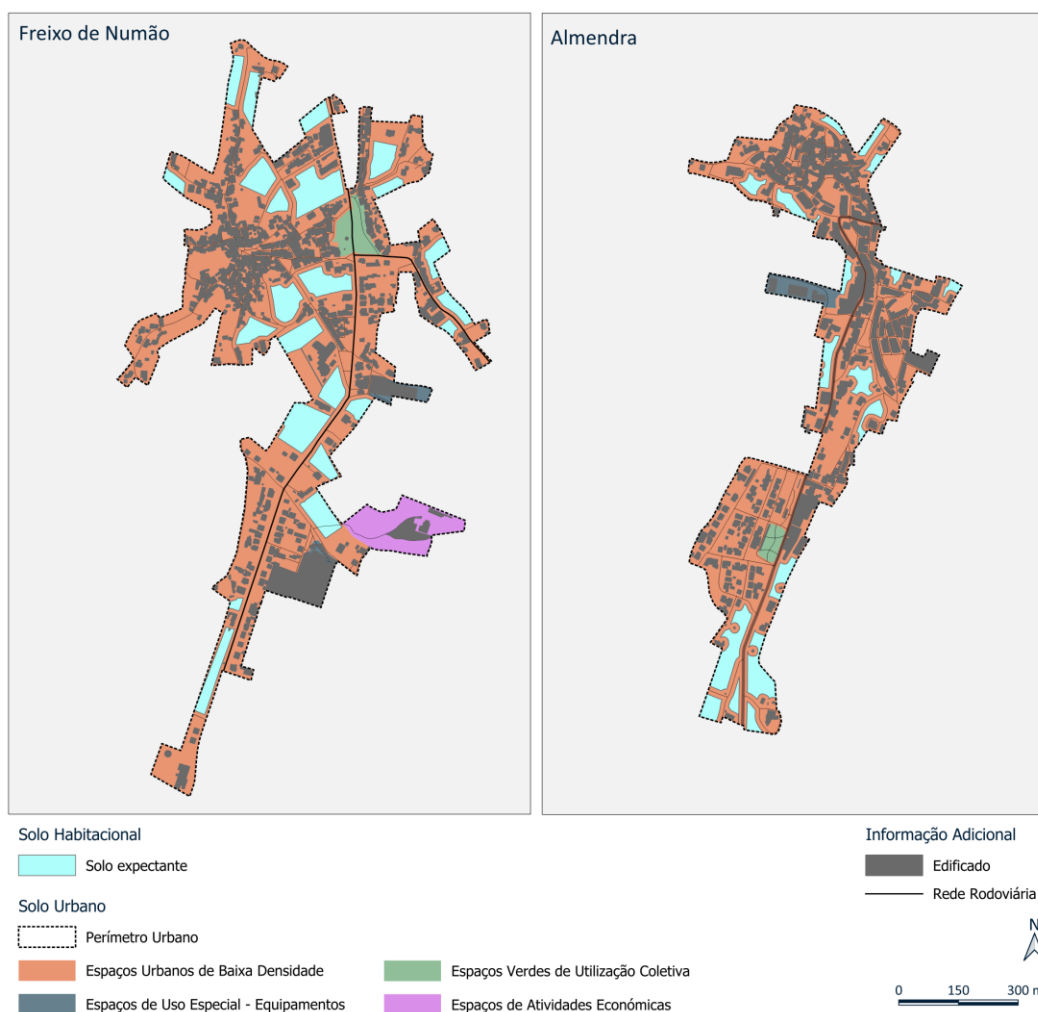 Freixo de Numão
Almendra
Solo Habitacional
Solo expectante
Solo Urbano
Perímetro Urbano
Espaços Urbanos de Baixa Densidade
Espaços de Uso Especial - Equipamentos
Espaços Verdes de Utilização Coletiva
Espaços de Atividades Económicas
Informação Adicional
Edificado
Rede Rodoviária
N
0 150 300 m